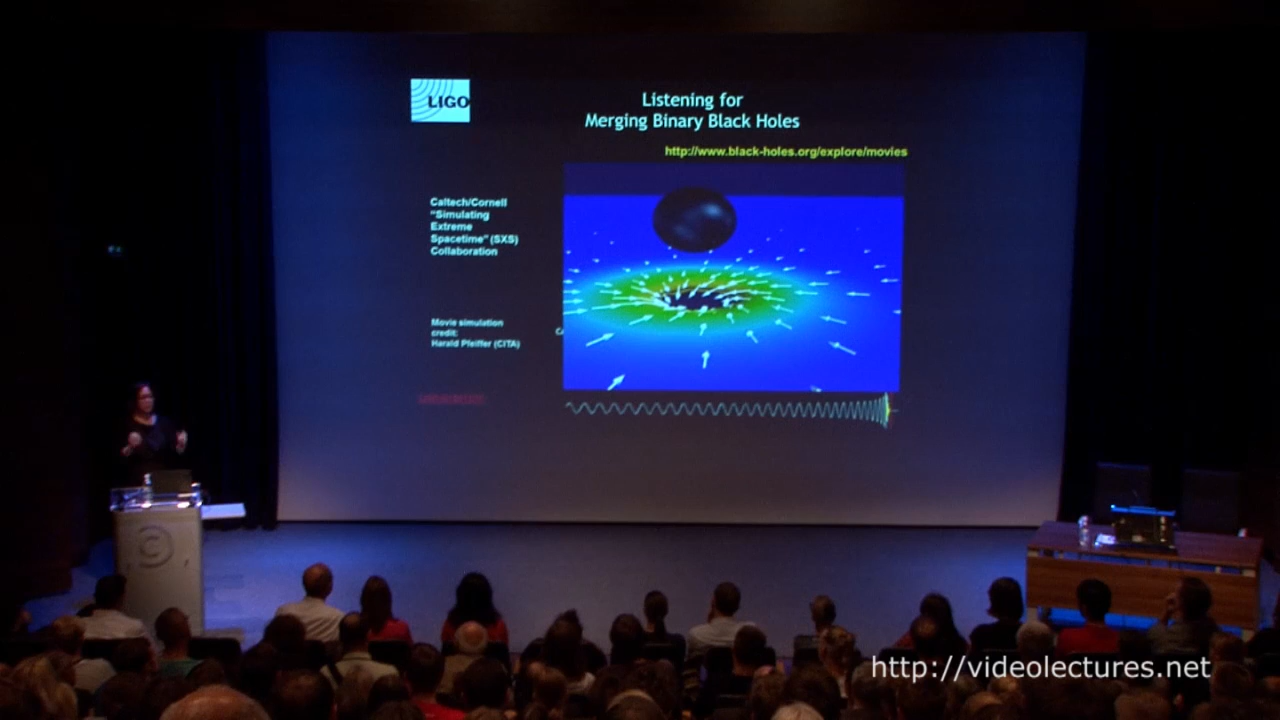 LIGO
Listening for
Merging Binary Black Holes
http://www.black-holes.org/explore/movies
Caltech/Cornell
"Simulating
Extreme
Spacetime" (SXS)
Collaboration
Movie simulation
credit:
Harald Pfeiffer (CITA)
http://videolectures.net